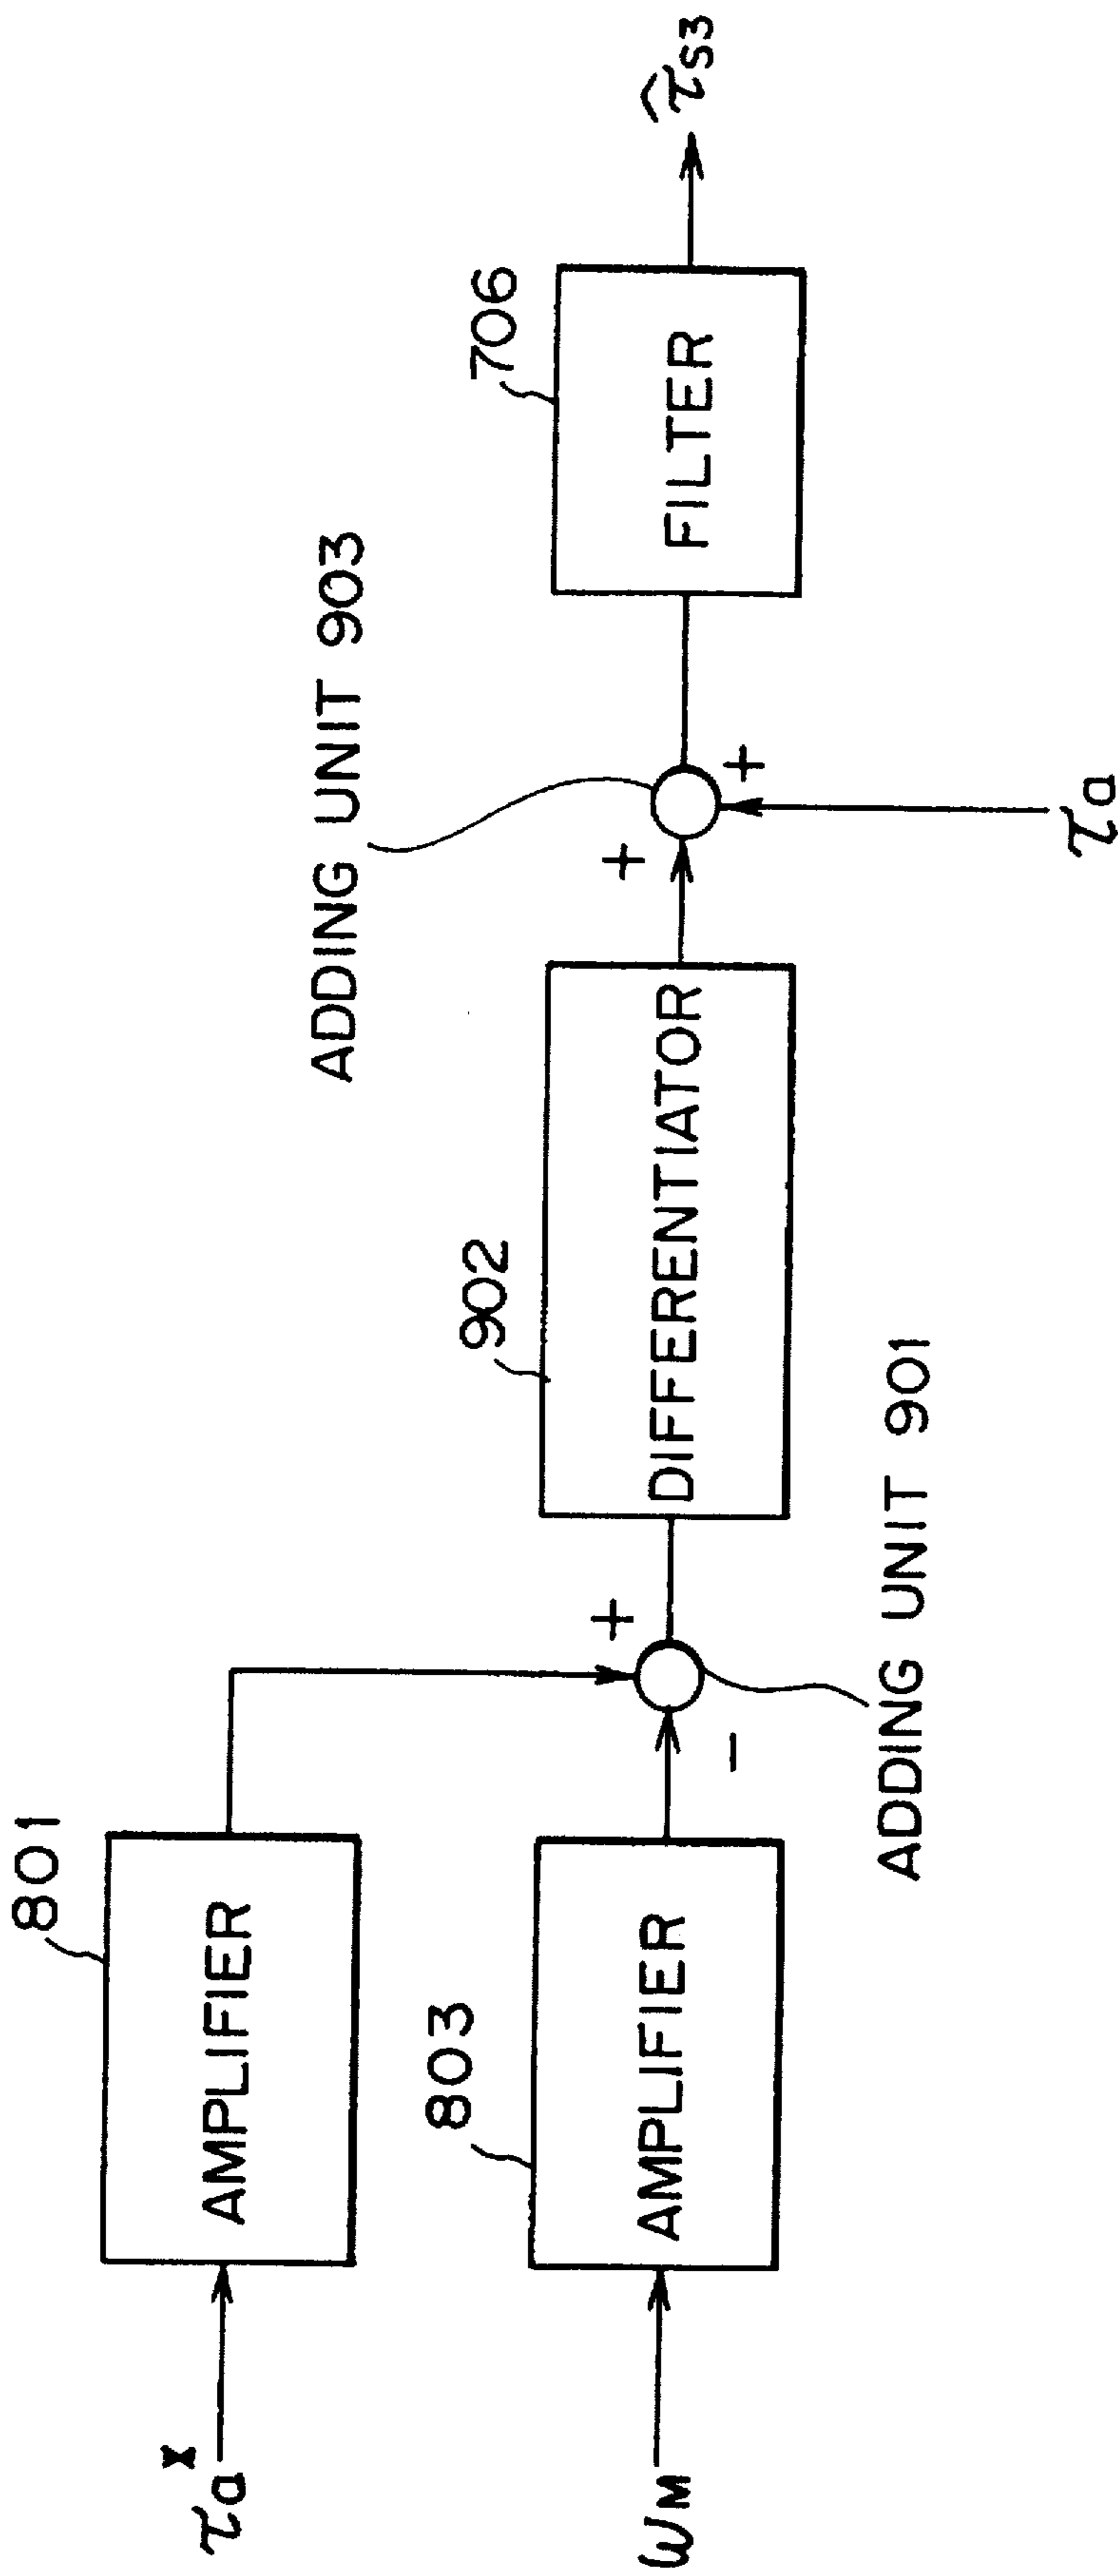 801
τa*
AMPLIFIER
803
ωM
AMPLIFIER
+
−
ADDING UNIT 901
902
DIFFERENTIATOR
ADDING UNIT 903
+
+
τa
706
FILTER
τ̂s3